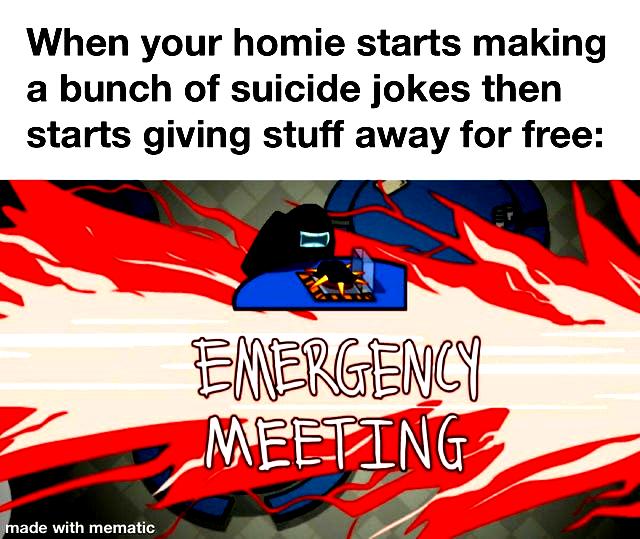 When your homie starts making
a bunch of suicide jokes then
starts giving stuff away for free:
EMERGENCY
MEETING
made with mematic